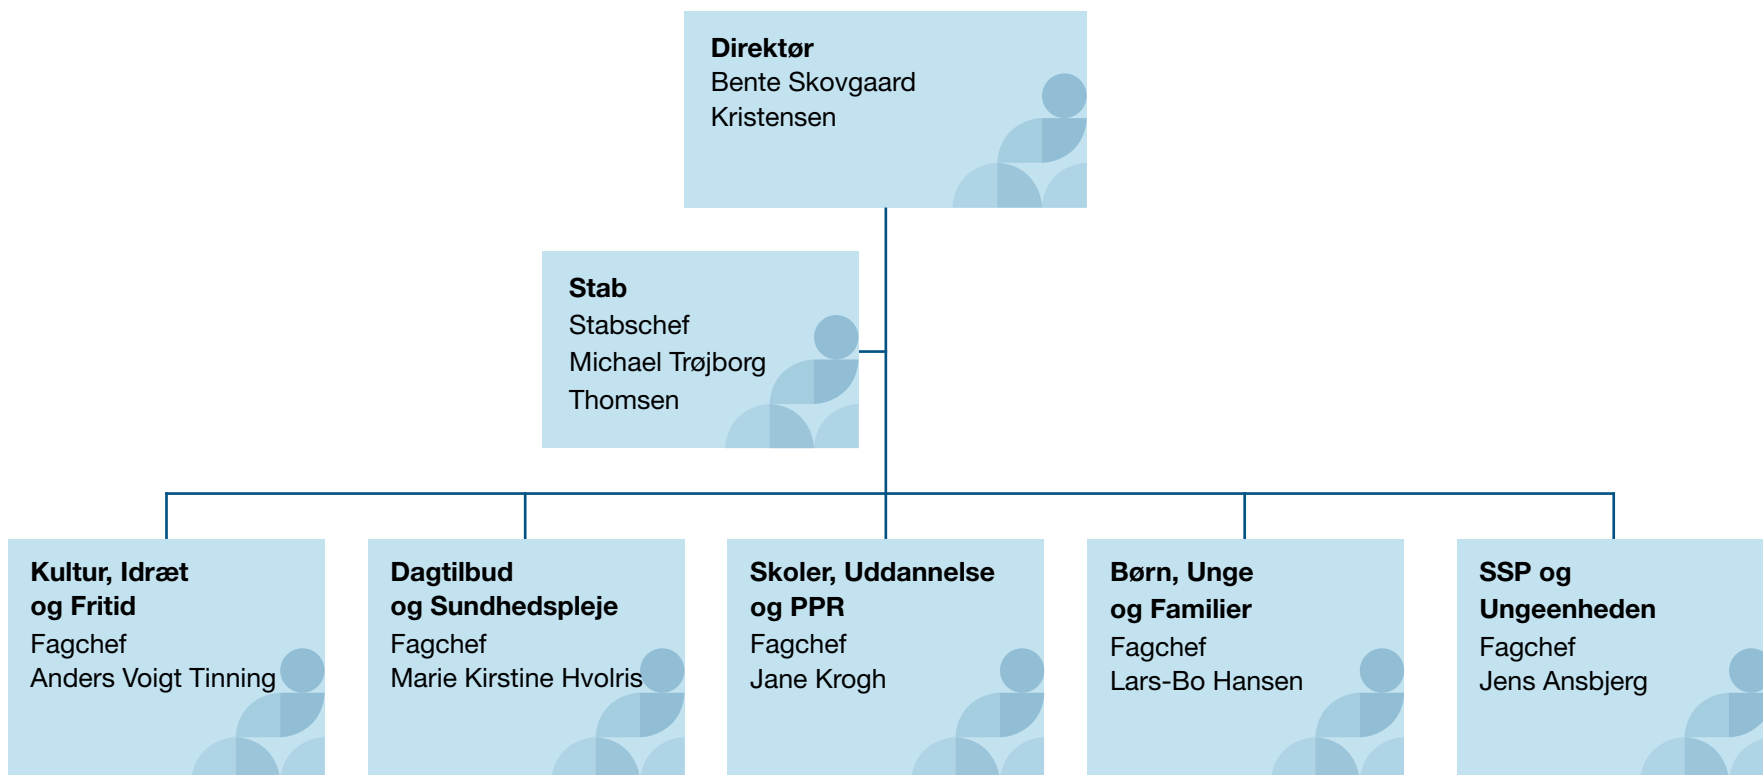 Direktør
Bente Skovgaard
Kristensen
Stab
Stabschef
Michael Trøjborg
Thomsen
Kultur, Idræt
og Fritid
Fagchef
Anders Voigt Tinning
Dagtilbud
og Sundhedspleje
Fagchef
Marie Kirstine Hvolris
Skoler, Uddannelse
og PPR
Fagchef
Jane Krogh
Børn, Unge
og Familier
Fagchef
Lars-Bo Hansen
SSP og
Ungeenheden
Fagchef
Jens Ansbjerg